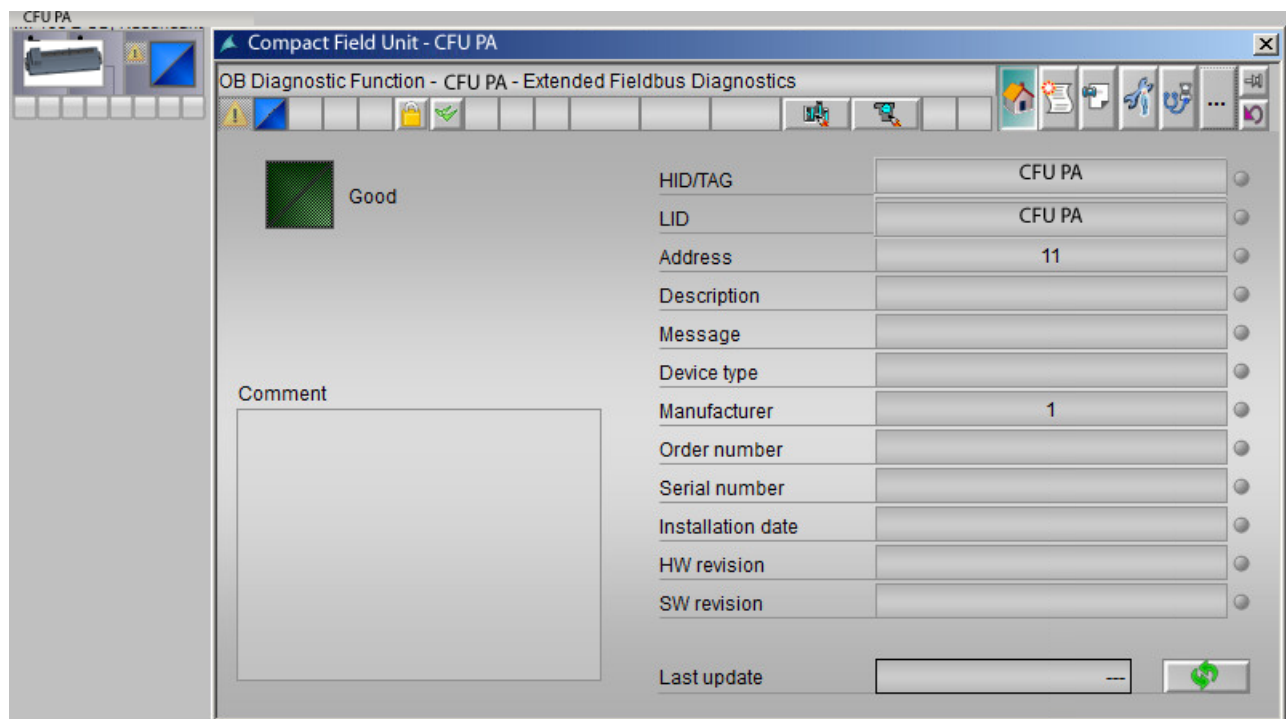 CFU PA
Compact Field Unit - CFU PA
OB Diagnostic Function - CFU PA - Extended Fieldbus Diagnostics
...
Good
HID/TAG CFU PA
LID CFU PA
Address 11
Description
Message
Device type
Comment
Manufacturer 1
Order number
Serial number
Installation date
HW revision
SW revision
Last update ---